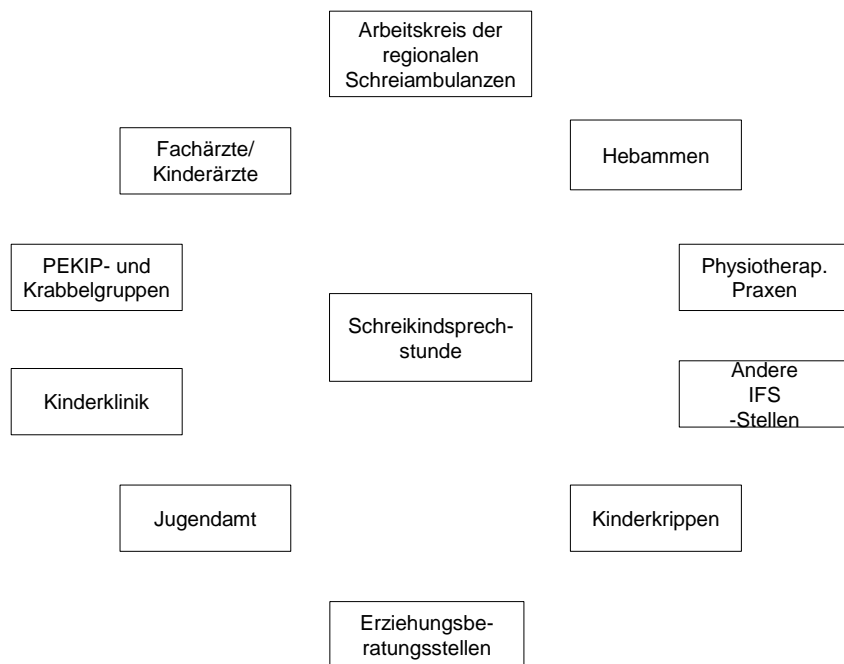 Arbeitskreis der
regionalen
Schreiambulanzen
Fachärzte/
Kinderärzte
Hebammen
PEKIP- und
Krabbelgruppen
Physiotherap.
Praxen
Schreikindsprech-
stunde
Kinderklinik
Andere
IFS
-Stellen
Jugendamt
Kinderkrippen
Erziehungsbe-
ratungsstellen